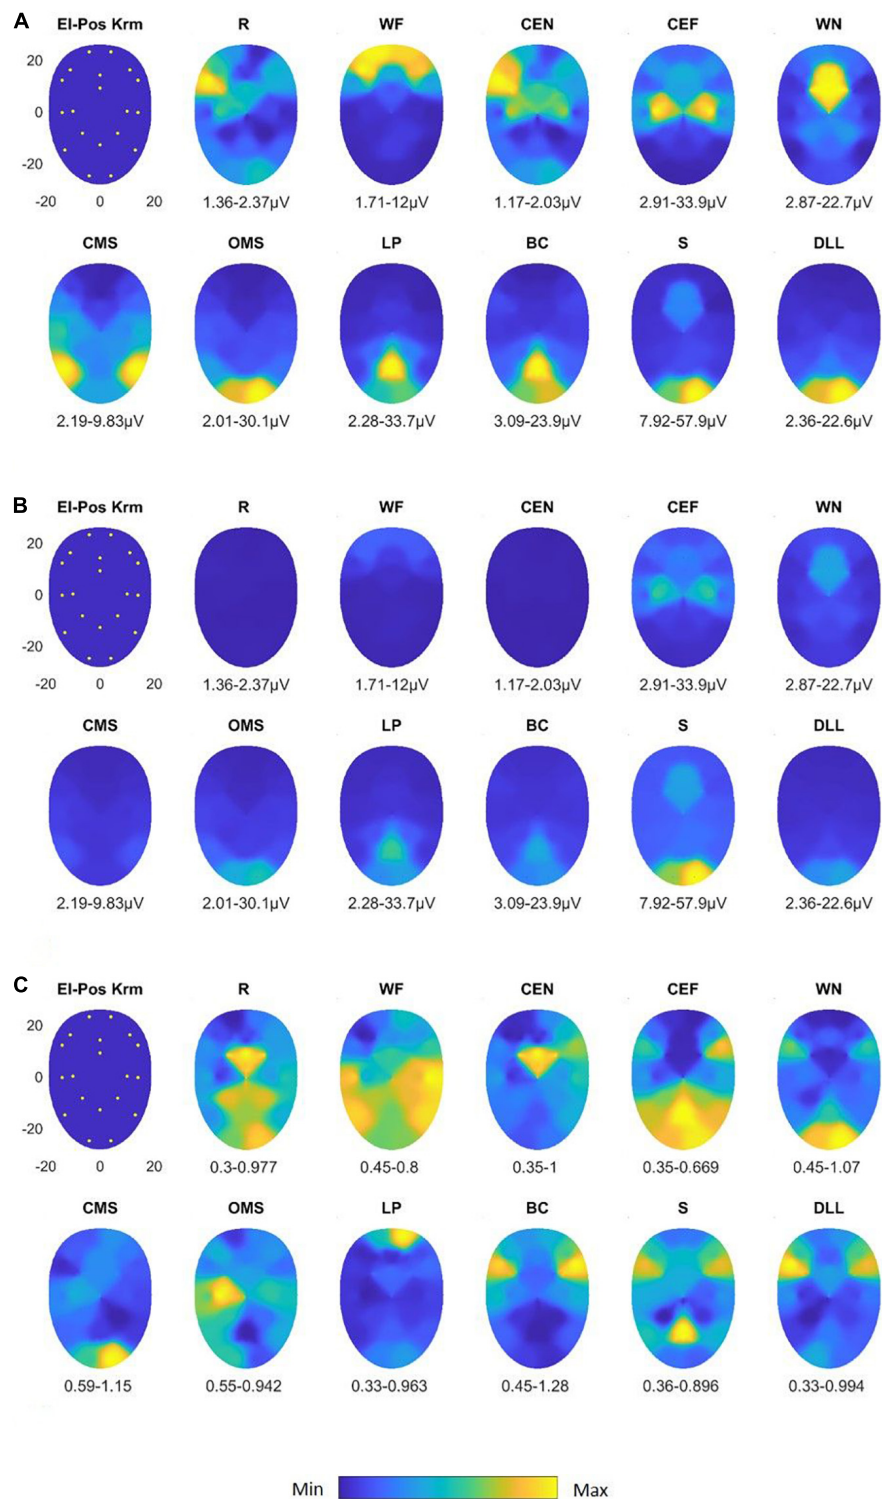 A
El-Pos Krm R WF CEN CEF WN
20
0
-20
-20 0 20
1.36-2.37µV 1.71-12µV 1.17-2.03µV 2.91-33.9µV 2.87-22.7µV
CMS OMS LP BC S DLL
2.19-9.83µV 2.01-30.1µV 2.28-33.7µV 3.09-23.9µV 7.92-57.9µV 2.36-22.6µV
B
El-Pos Krm R WF CEN CEF WN
20
0
-20
-20 0 20
1.36-2.37µV 1.71-12µV 1.17-2.03µV 2.91-33.9µV 2.87-22.7µV
CMS OMS LP BC S DLL
2.19-9.83µV 2.01-30.1µV 2.28-33.7µV 3.09-23.9µV 7.92-57.9µV 2.36-22.6µV
C
El-Pos Krm R WF CEN CEF WN
20
0
-20
-20 0 20
0.3-0.977 0.45-0.8 0.35-1 0.35-0.669 0.45-1.07
CMS OMS LP BC S DLL
0.59-1.15 0.55-0.942 0.33-0.963 0.45-1.28 0.36-0.896 0.33-0.994
Min Max